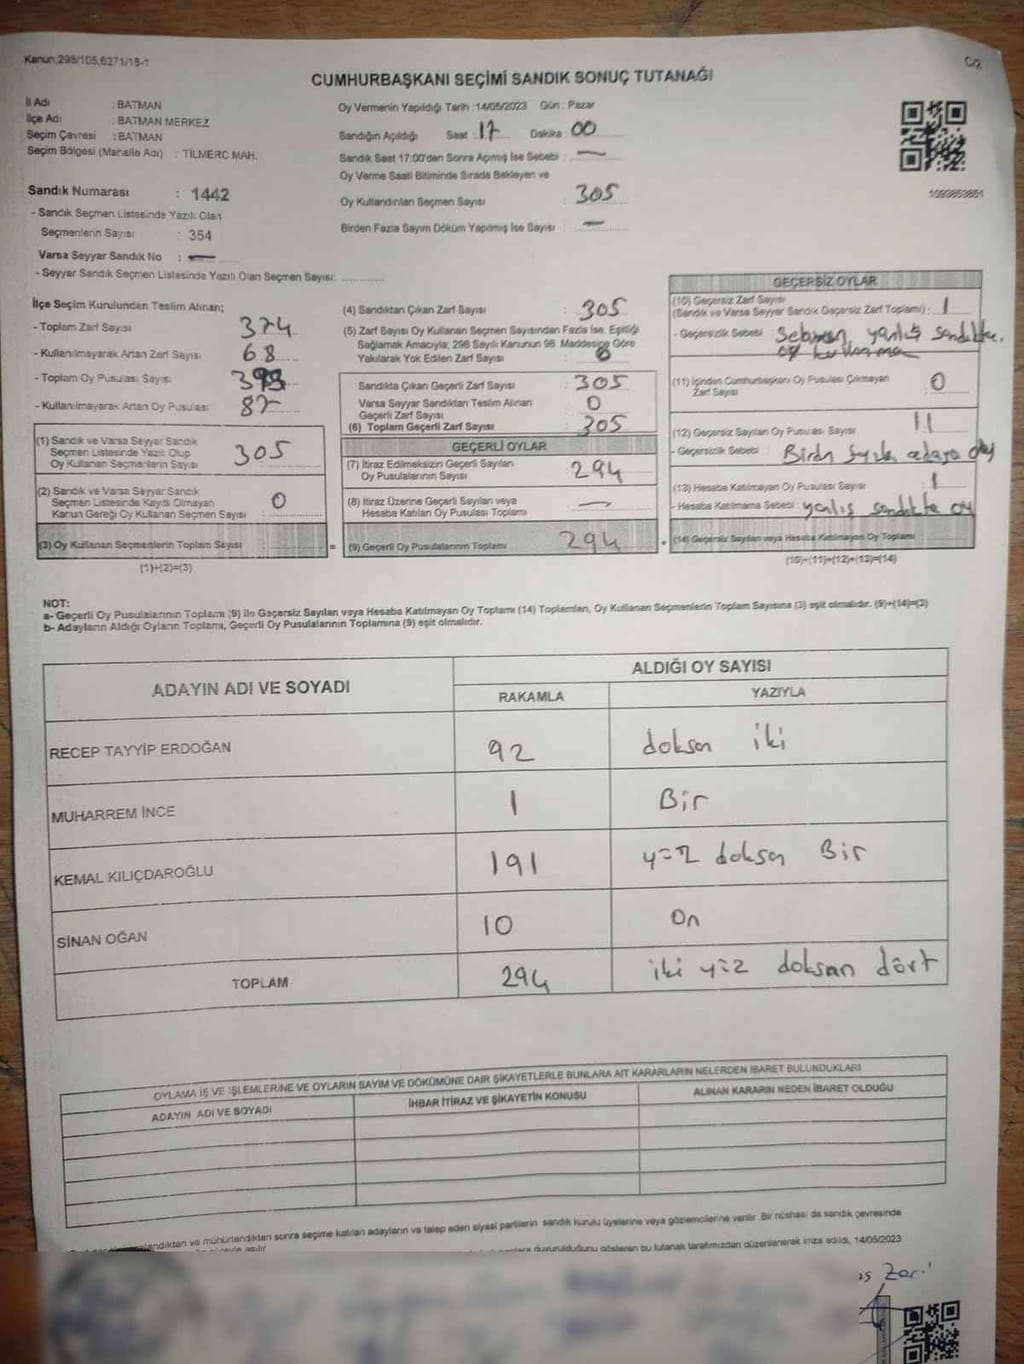 Kanun;298/105,6271/18-1
C/2
CUMHURBAŞKANI SEÇİMİ SANDIK SONUÇ TUTANAĞI
İl Adı : BATMAN
İlçe Adı : BATMAN MERKEZ
Seçim Çevresi : BATMAN
Seçim Bölgesi (Mahalle Adı) : TİLMERC MAH.
Oy Vermenin Yapıldığı Tarih : 14/05/2023 Gün : Pazar
Sandığın Açıldığı Saat : 17 Dakika : 00
Sandık Saat 17:00'den Sonra Açımış İse Sebebi : —
Oy Verme Saati Bitiminde Sırada Bekleyen ve
Oy Kullandırılan Seçmen Sayısı : 305
Birden Fazla Sayım Döküm Yapılmış İse Sayısı : —
1093853851
Sandık Numarası : 1442
- Sandık Seçmen Listesinde Yazılı Olan
Seçmenlerin Sayısı : 354
Varsa Seyyar Sandık No : —
- Seyyar Sandık Seçmen Listesinde Yazılı Olan Seçmen Sayısı: ............
İlçe Seçim Kurulundan Teslim Alınan;
- Toplam Zarf Sayısı 374
- Kullanılmayarak Artan Zarf Sayısı 68
- Toplam Oy Pusulası Sayısı
- Kullanılmayarak Artan Oy Pusulası
(1) Sandık ve Varsa Seyyar Sandık
Seçmen Listesinde Yazılı Olup
Oy Kullanan Seçmenlerin Sayısı 305
(2) Sandık ve Varsa Seyyar Sandık
Seçmen Listesinde Kayıtlı Olmayan
Kanun Gereği Oy Kullanan Seçmen Sayısı 0
(3) Oy Kullanan Seçmenlerin Toplam Sayısı
(1)+(2)=(3)
(4) Sandıktan Çıkan Zarf Sayısı : 305
(5) Zarf Sayısı Oy Kullanan Seçmen Sayısından Fazla İse, Eşitliği
Sağlamak Amacıyla; 298 Sayılı Kanunun 98. Maddesine Göre
Yakılarak Yok Edilen Zarf Sayısı : 0
Sandıkta Çıkan Geçerli Zarf Sayısı : 305
Varsa Seyyar Sandıktan Teslim Alınan
Geçerli Zarf Sayısı : 0
(6) Toplam Geçerli Zarf Sayısı : 305
GEÇERLİ OYLAR
(7) İtiraz Edilmeksizin Geçerli Sayılan
Oy Pusulalarının Sayısı : 294
(8) İtiraz Üzerine Geçerli Sayılan veya
Hesaba Katılan Oy Pusulası Toplamı —
(9) Geçerli Oy Pusulalarının Toplamı 294
GEÇERSİZ OYLAR
(10) Geçersiz Zarf Sayısı
(Sandık ve Varsa Seyyar Sandık Geçersiz Zarf Toplamı) : 1
- Geçersizlik Sebebi : yanlış sandıkta.
oy kullanma
(11) İçinden Cumhurbaşkanı Oy Pusulası Çıkmayan
Zarf Sayısı : 0
(12) Geçersiz Sayılan Oy Pusulası Sayısı : 11
- Geçersizlik Sebebi : adaya oy
(13) Hesaba Katılmayan Oy Pusulası Sayısı : 1
- Hesaba Katılmama Sebebi : yanlış sandıkta oy
(14) Geçersiz Sayılan veya Hesaba Katılmayan Oy Toplamı
(10)+(11)+(12)+(13)=(14)
NOT:
a- Geçerli Oy Pusulalarının Toplamı (9) ile Geçersiz Sayılan veya Hesaba Katılmayan Oy Toplamı (14) Toplamları, Oy Kullanan Seçmenlerin Toplam Sayısına (3) eşit olmalıdır. (9)+(14)=(3)
b- Adayların Aldığı Oyların Toplamı, Geçerli Oy Pusulalarının Toplamına (9) eşit olmalıdır.
ADAYIN ADI VE SOYADI
ALDIĞI OY SAYISI
RAKAMLA YAZIYLA
RECEP TAYYİP ERDOĞAN 92 doksan iki
MUHARREM İNCE 1 Bir
KEMAL KILIÇDAROĞLU 191 yüz doksan Bir
SİNAN OĞAN 10 On
TOPLAM 294 iki yüz doksan dört
OYLAMA İŞ VE İŞLEMLERİNE VE OYLARIN SAYIM VE DÖKÜMÜNE DAİR ŞİKAYETLERLE BUNLARA AİT KARARLARIN NELERDEN İBARET BULUNDUKLARI
ADAYIN ADI VE SOYADI İHBAR İTİRAZ VE ŞİKAYETİN KONUSU ALINAN KARARIN NEDEN İBARET OLDUĞU
landıktan ve mühürlendikten sonra seçime katılan adayların ve talep eden siyasi partilerin sandık kurulu üyelerine veya gözlemcilerine verilir. Bir nüshası da sandık çevresinde
duyurulduğunu gösteren bu tutanak tarafımızdan düzenlenerek imza edildi. 14/05/2023